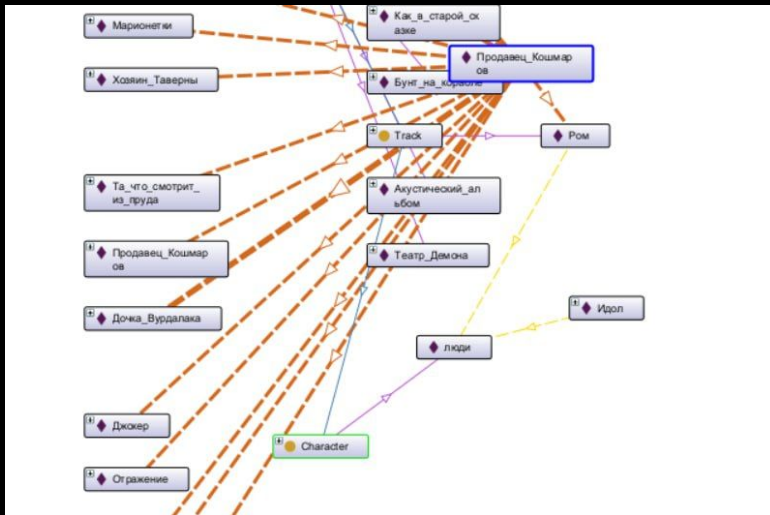 Марионетки
Как_в_старой_ск
азке
Продавец_Кошмар
ов
Хозяин_Таверны
Бунт_на_корабле
Track
Ром
Та_что_смотрит_
из_пруда
Акустический_ал
ьбом
Продавец_Кошмар
ов
Театр_Демона
Дочка_Вурдалака
Идол
люди
Джокер
Character
Отражение